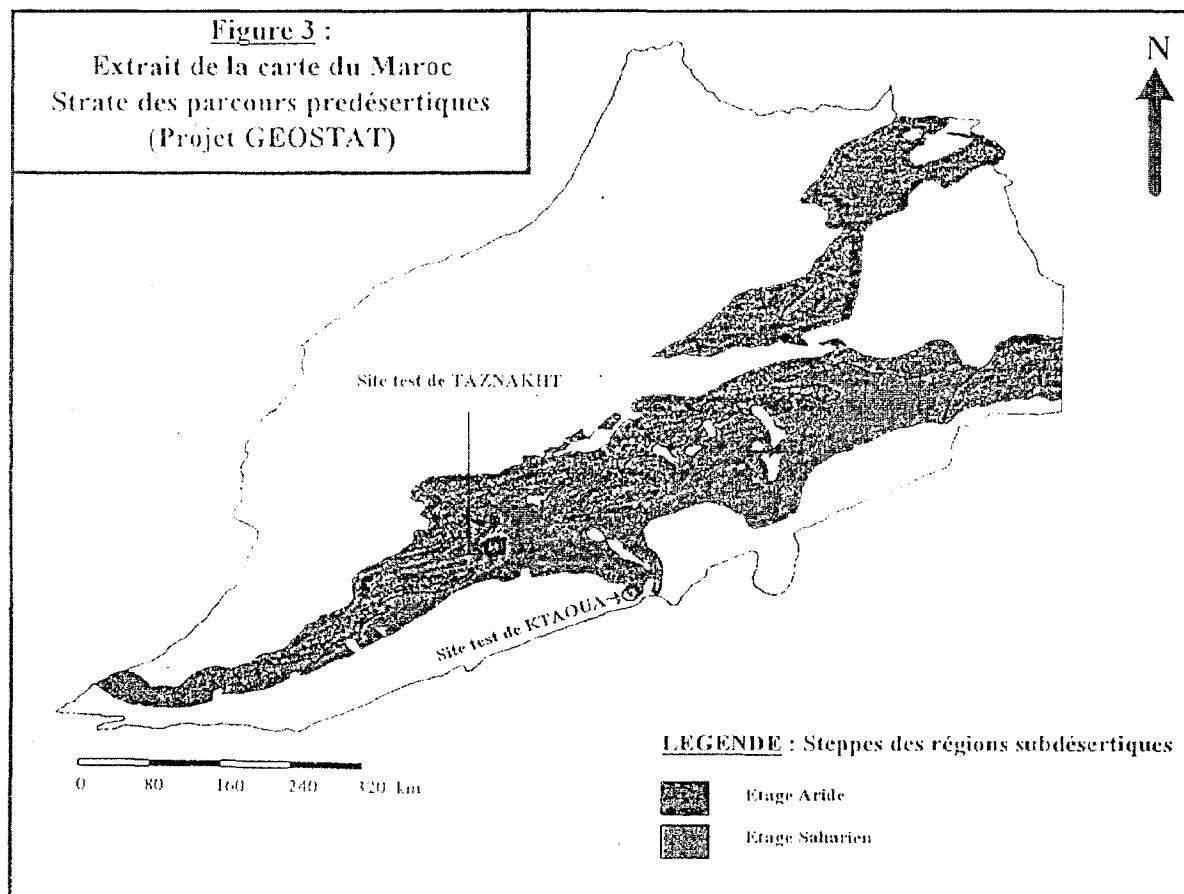 Figure 3 :
Extrait de la carte du Maroc
Strate des parcours predésertiques
(Projet GEOSTAT)
N
Site test de TAZNAKHT
Site test de KTAOUA
0 80 160 240 320 km
LEGENDE : Steppes des régions subdésertiques
Etage Aride
Etage Saharien